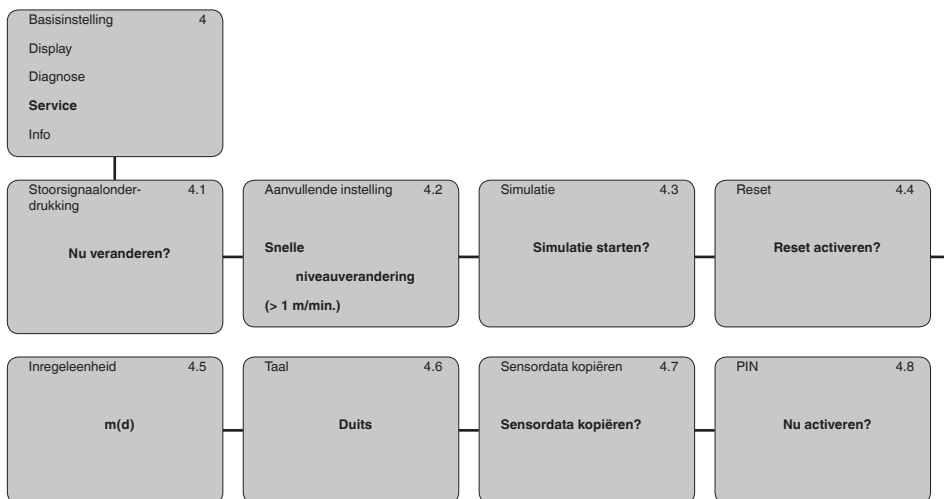 Basisinstelling 4
Display
Diagnose
Service
Info
Stoorsignaalonder- 4.1
drukking
Nu veranderen?
Aanvullende instelling 4.2
Snelle
niveauverandering
(> 1 m/min.)
Simulatie 4.3
Simulatie starten?
Reset 4.4
Reset activeren?
Inregeleenheid 4.5
m(d)
Taal 4.6
Duits
Sensordata kopiëren 4.7
Sensordata kopiëren?
PIN 4.8
Nu activeren?